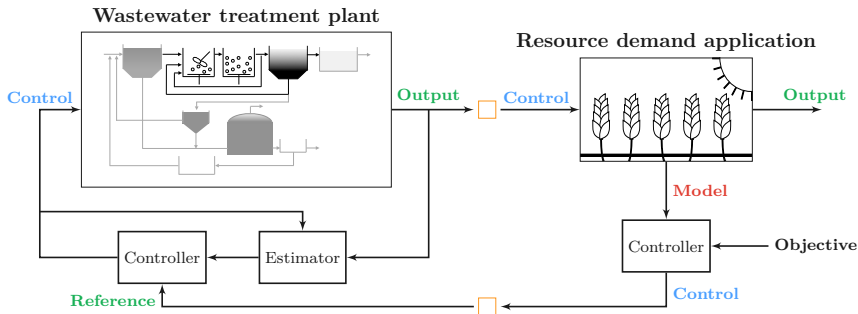 Wastewater treatment plant
Resource demand application
Control
Output
Control
Output
Model
Controller
Estimator
Controller
Objective
Reference
Control